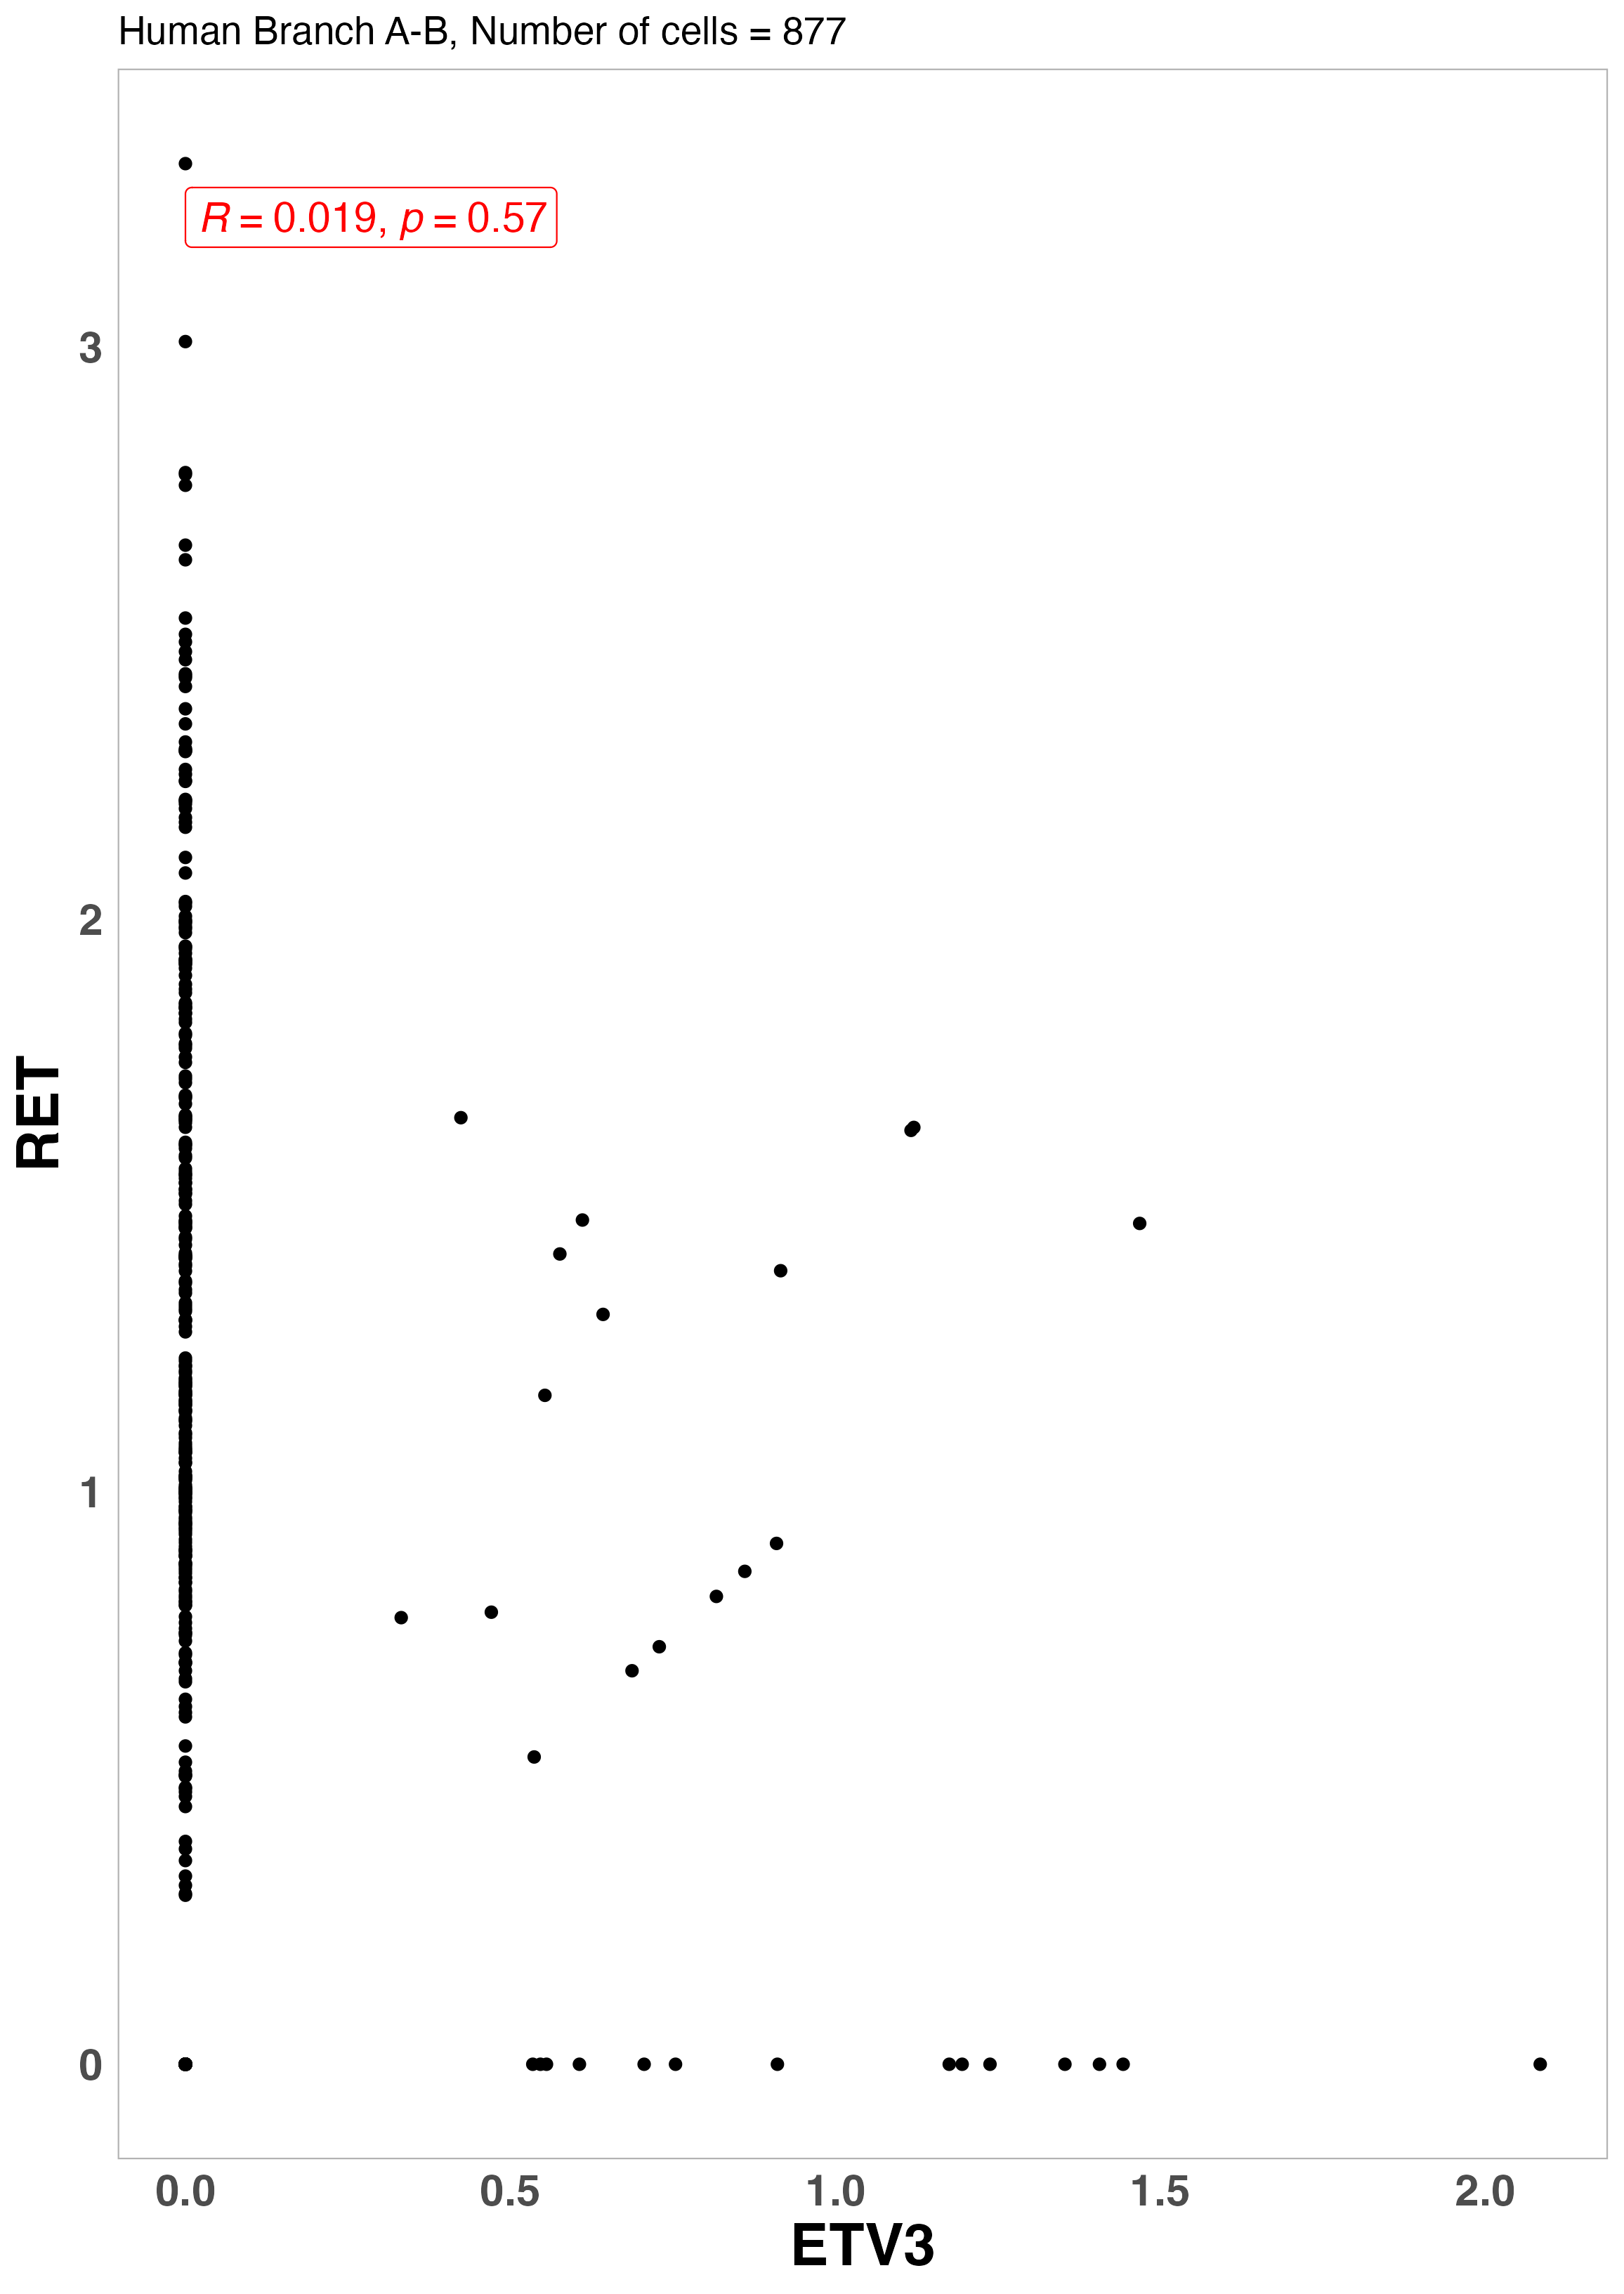 Human Branch A-B, Number of cells = 877
R = 0.019, p = 0.57
3
2
1
0
RET
0.0 0.5 1.0 1.5 2.0
ETV3